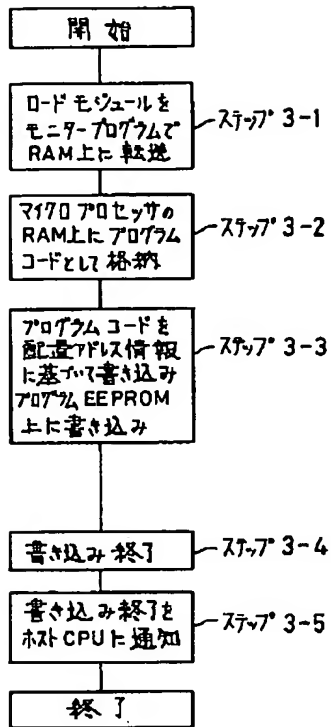 開始
ロードモジュールを
モニタープログラムで
RAM上に転送
ステップ 3-1
マイクロプロセッサの
RAM上にプログラム
コードとして格納
ステップ 3-2
プログラムコードを
配置アドレス情報
に基づいて書き込み
プログラムEEPROM
上に書き込み
ステップ 3-3
書き込み終了
ステップ 3-4
書き込み終了を
ホストCPUに通知
ステップ 3-5
終了